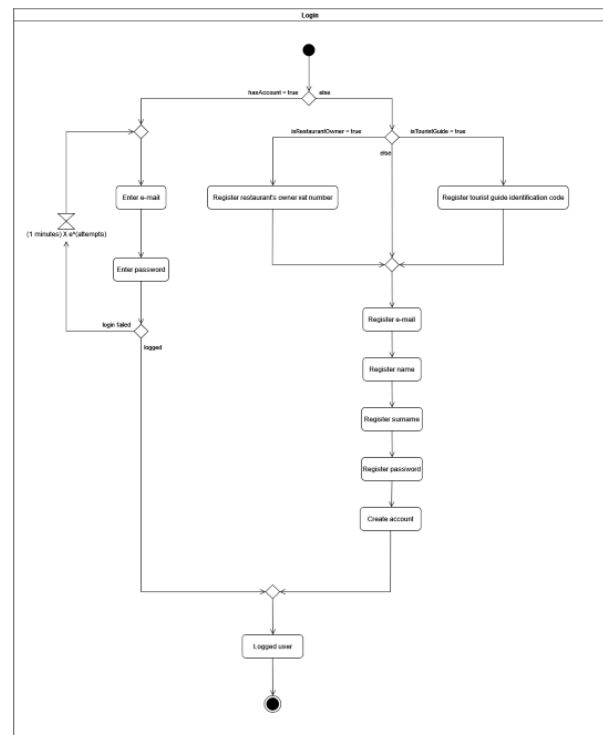 Login
hasAccount = true
else
isRestaurantOwner = true
isTouristGuide = true
else
Enter e-mail
Register restaurant's owner vat number
Register tourist guide identification code
(1 minutes) X e^(attempts)
Enter password
login failed
logged
Register e-mail
Register name
Register surname
Register password
Create account
Logged user